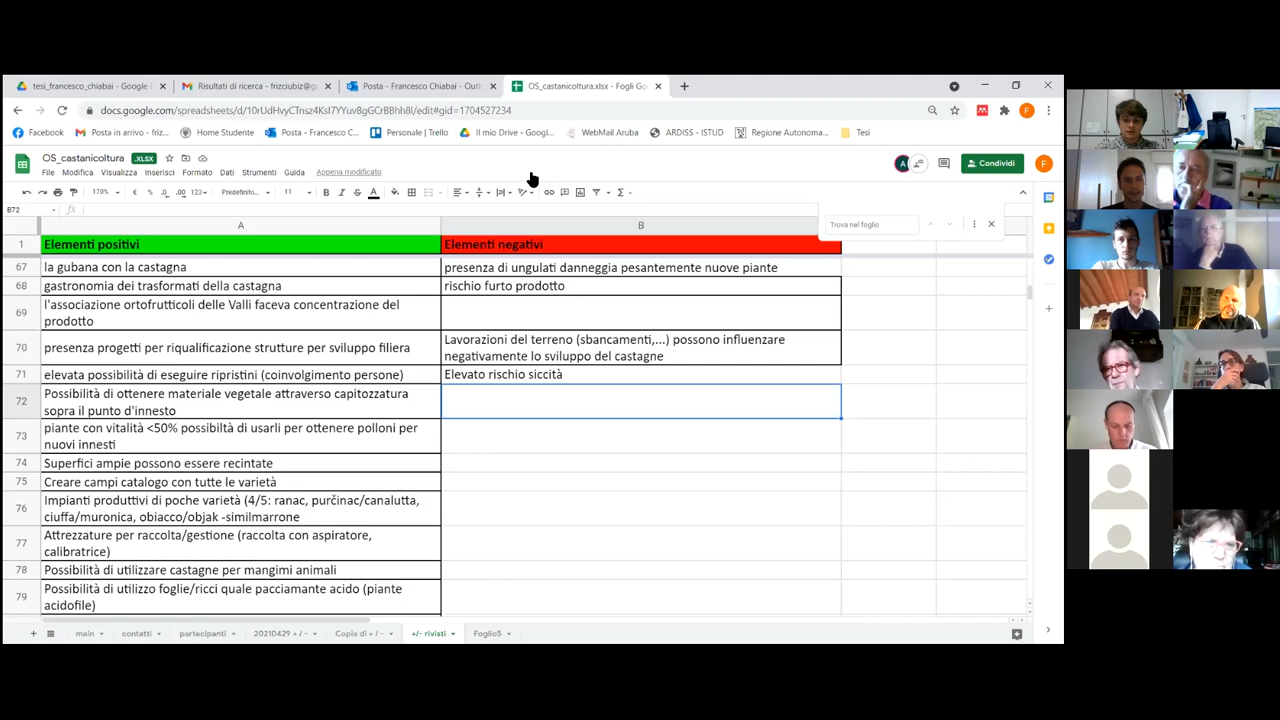 tesi_francesco_chiabai - Google
Risultati di ricerca - frizciubiz@g
Posta - Francesco Chiabai - Outl
OS_castanicoltura.xlsx - Fogli Go
docs.google.com/spreadsheets/d/10rUdHvyCTnsz4KsI7YYuv8gGCrBBhh8l/edit#gid=1704527234
F
Facebook
Posta in arrivo - friz...
Home Studente
Posta - Francesco C...
Personale | Trello
Il mio Drive - Googl...
WebMail Aruba
ARDISS - ISTUD
Regione Autonoma...
Tesi
OS_castanicoltura .XLSX
A
Condividi
F
File Modifica Visualizza Inserisci Formato Dati Strumenti Guida Appena modificato
170% € % .0 .00 123 Predefinito... 11
B72 fx
Trova nel foglio
A B
1 Elementi positivi Elementi negativi
67 la gubana con la castagna presenza di ungulati danneggia pesantemente nuove piante
68 gastronomia dei trasformati della castagna rischio furto prodotto
69 l'associazione ortofrutticoli delle Valli faceva concentrazione del
prodotto
70 presenza progetti per riqualificazione strutture per sviluppo filiera Lavorazioni del terreno (sbancamenti,...) possono influenzare
negativamente lo sviluppo del castagne
71 elevata possibilità di eseguire ripristini (coinvolgimento persone) Elevato rischio siccità
72 Possibilità di ottenere materiale vegetale attraverso capitozzatura
sopra il punto d'innesto
73 piante con vitalità <50% possibiltà di usarli per ottenere polloni per
nuovi innesti
74 Superfici ampie possono essere recintate
75 Creare campi catalogo con tutte le varietà
76 Impianti produttivi di poche varietà (4/5: ranac, purčinac/canalutta,
ciuffa/muronica, obiacco/objak -similmarrone
77 Attrezzature per raccolta/gestione (raccolta con aspiratore,
calibratrice)
78 Possibilità di utilizzare castagne per mangimi animali
79 Possibilità di utilizzo foglie/ricci quale pacciamante acido (piante
acidofile)
main contatti partecipanti 20210429 + / - Copia di + / - +/- rivisti Foglio5